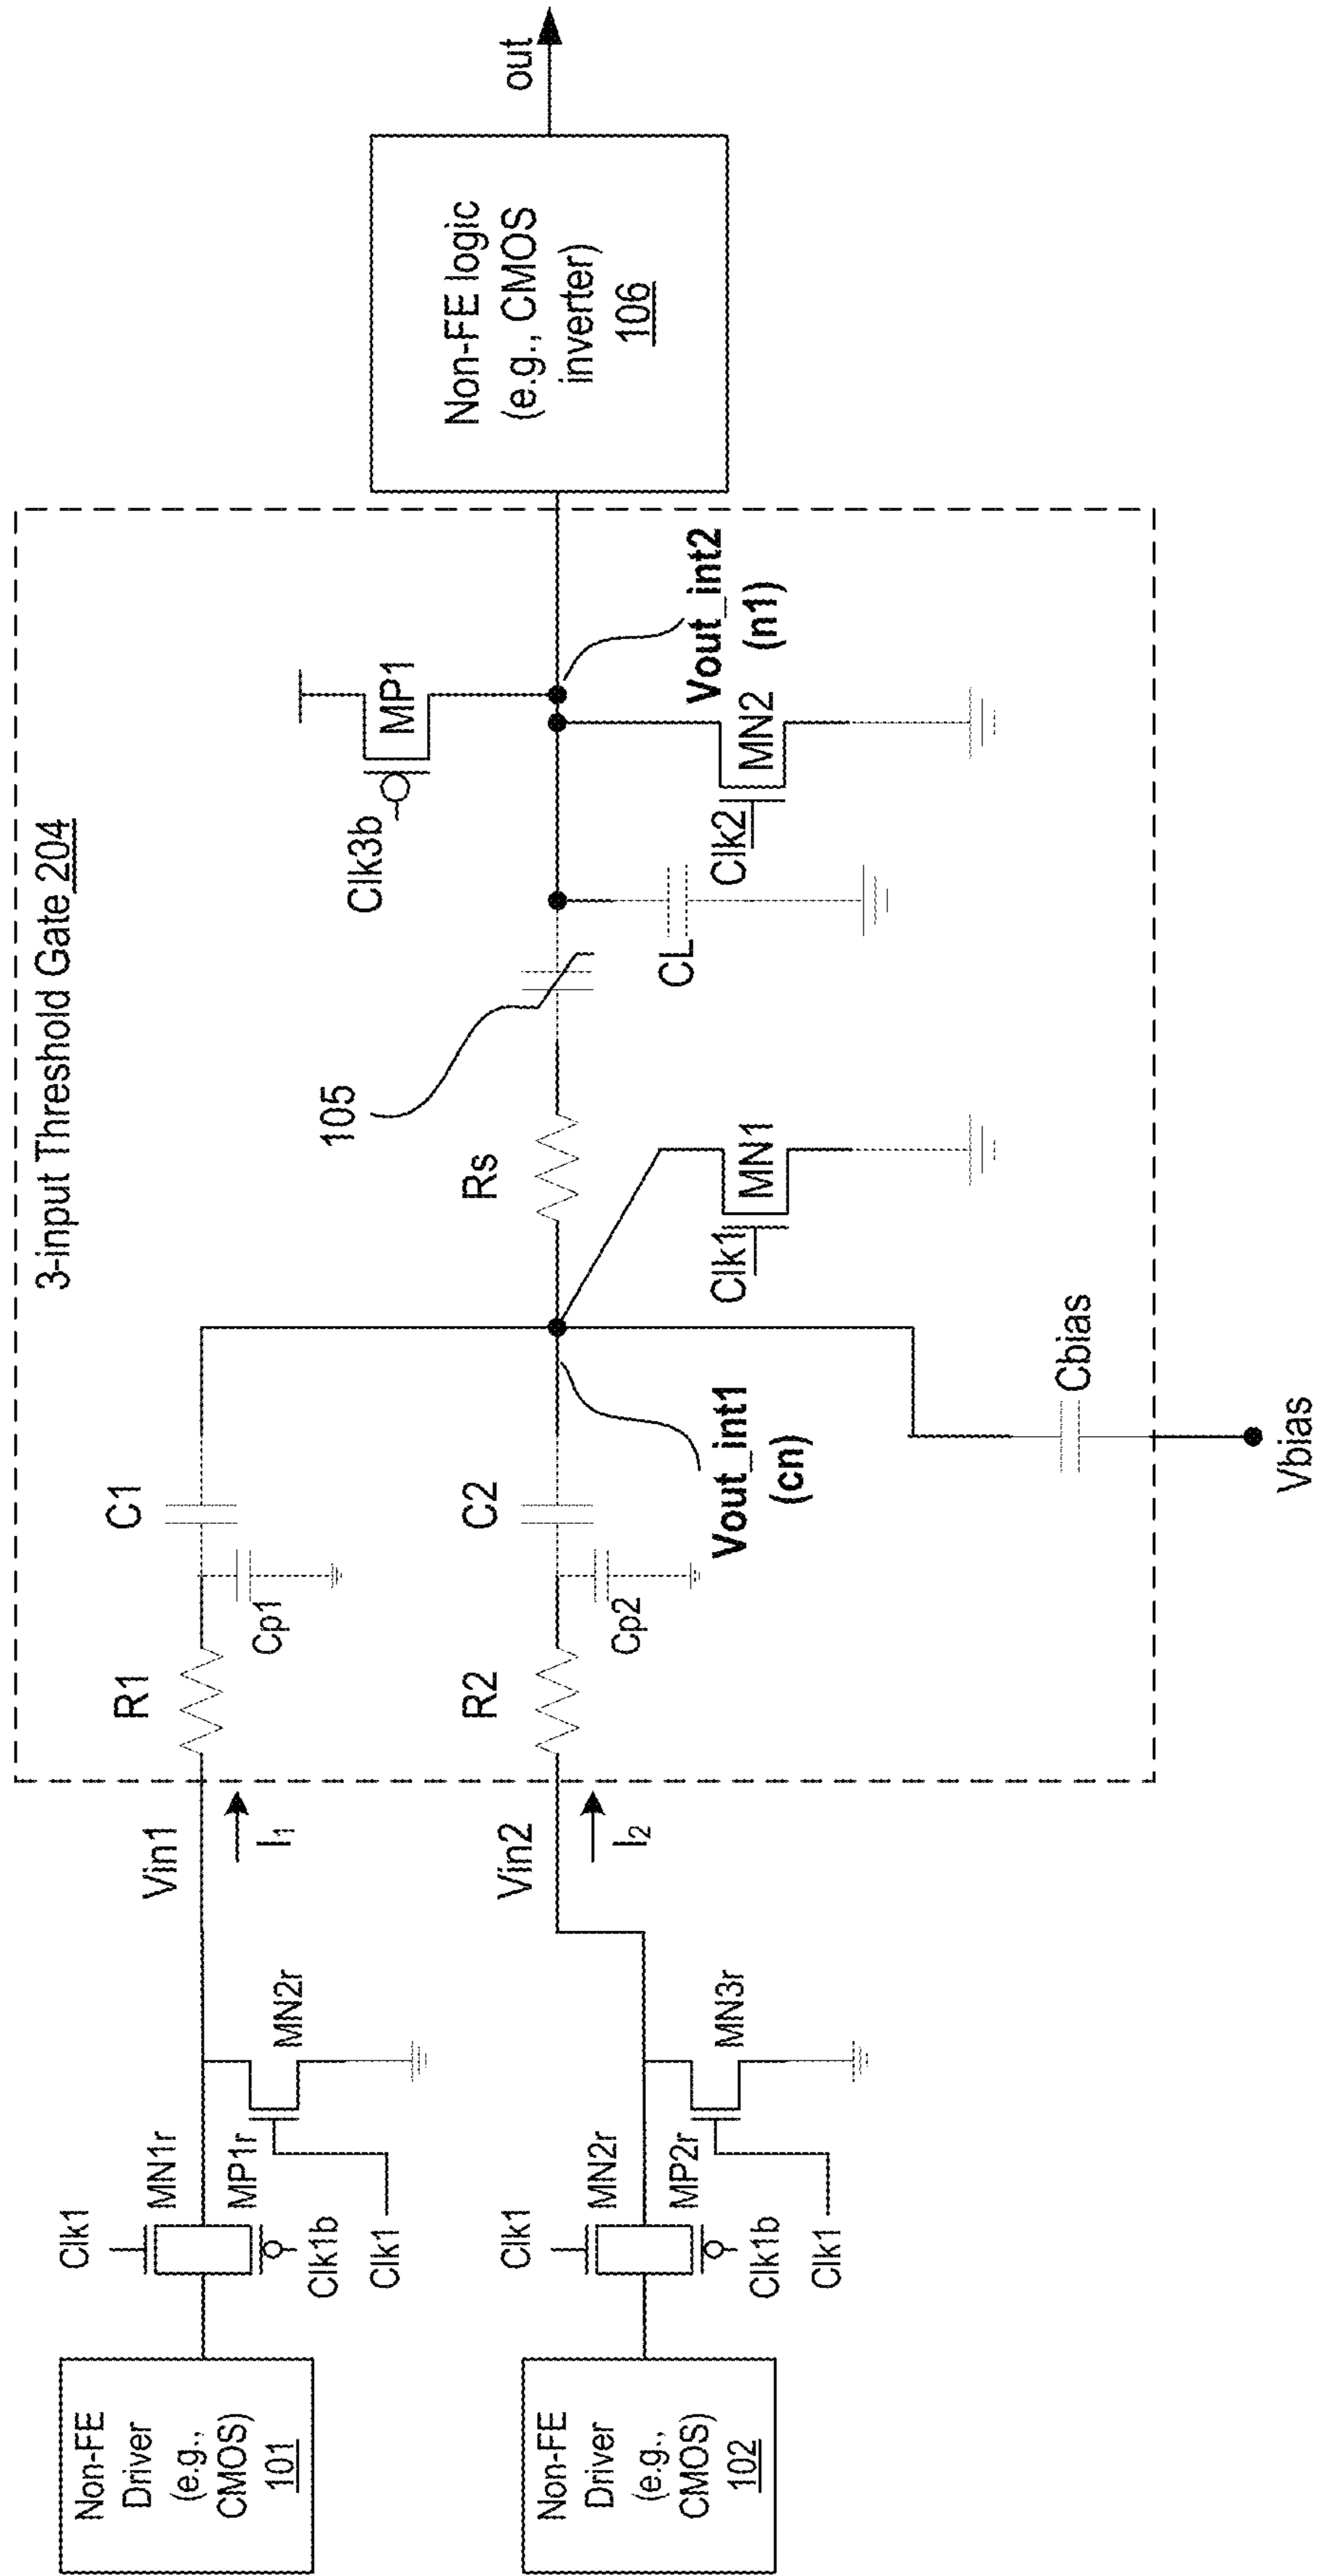 3-input Threshold Gate 204
Non-FE
Driver
(e.g.,
CMOS)
101
Clk1
MN1r
MP1r
Clk1b
Clk1
MN2r
Vin1
I1
R1
Cp1
C1
Non-FE
Driver
(e.g.,
CMOS)
102
Clk1
MN2r
MP2r
Clk1b
Clk1
MN3r
Vin2
I2
R2
Cp2
C2
Vout_int1
(cn)
Vbias
Cbias
Clk1
MN1
Rs
105
CL
Clk3b
MP1
Clk2
MN2
Vout_int2
(n1)
Non-FE logic
(e.g., CMOS
inverter)
106
out